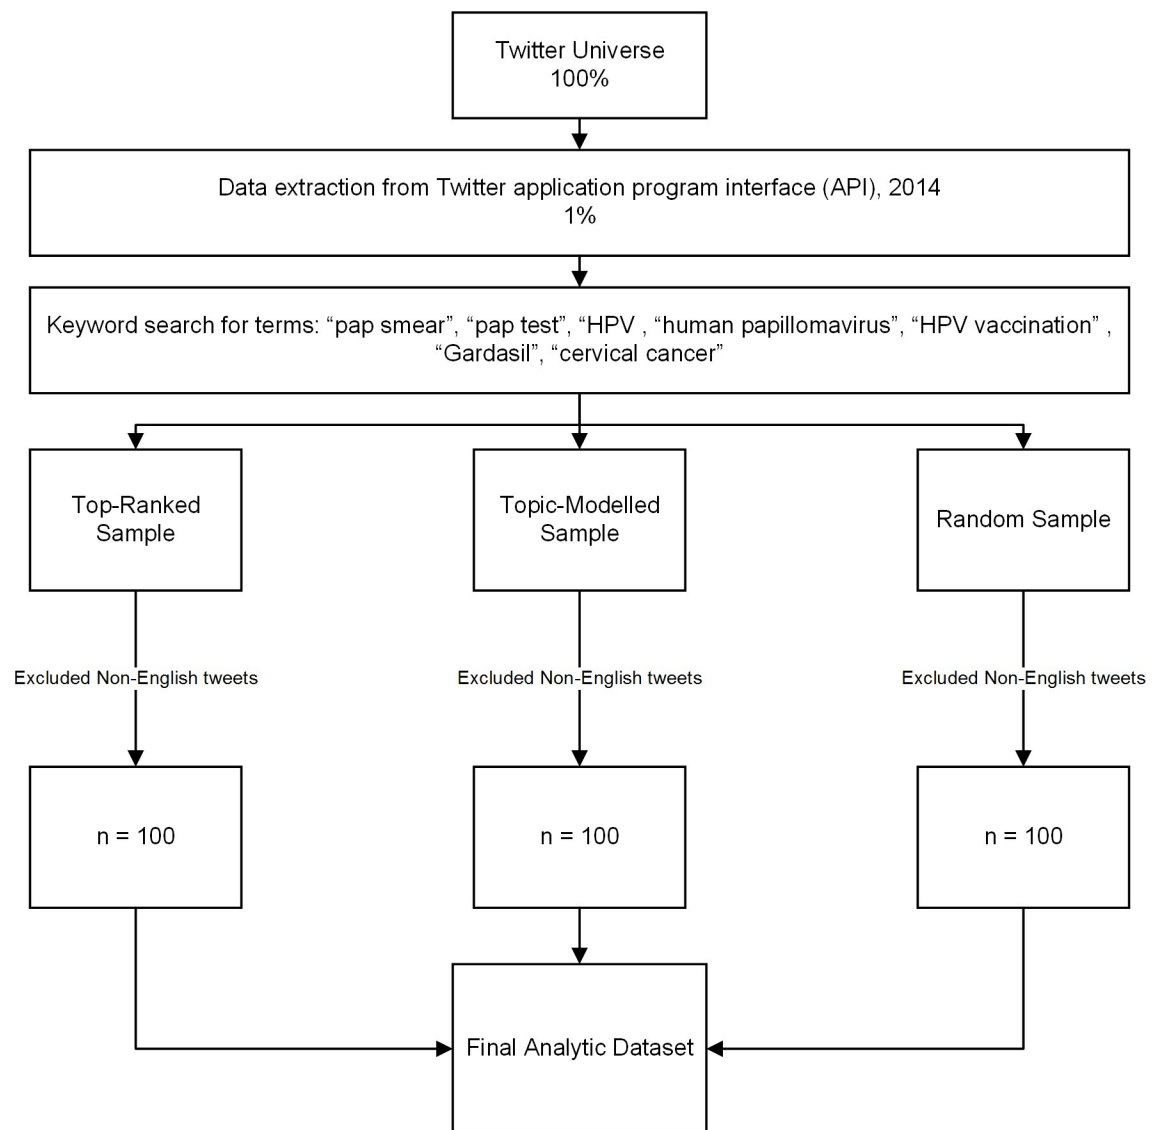 Twitter Universe
100%
Data extraction from Twitter application program interface (API), 2014
1%
Keyword search for terms: “pap smear”, “pap test”, “HPV , “human papillomavirus”, “HPV vaccination” ,
“Gardasil”, “cervical cancer”
Top-Ranked
Sample
Topic-Modelled
Sample
Random Sample
Excluded Non-English tweets
Excluded Non-English tweets
Excluded Non-English tweets
n = 100
n = 100
n = 100
Final Analytic Dataset